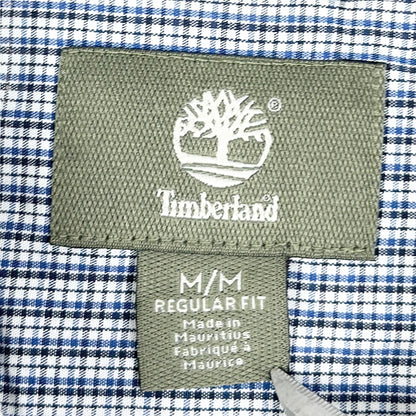 ®
Timberland
M/M
REGULAR FIT
Made in
Mauritius
Fabriqué à
Maurice